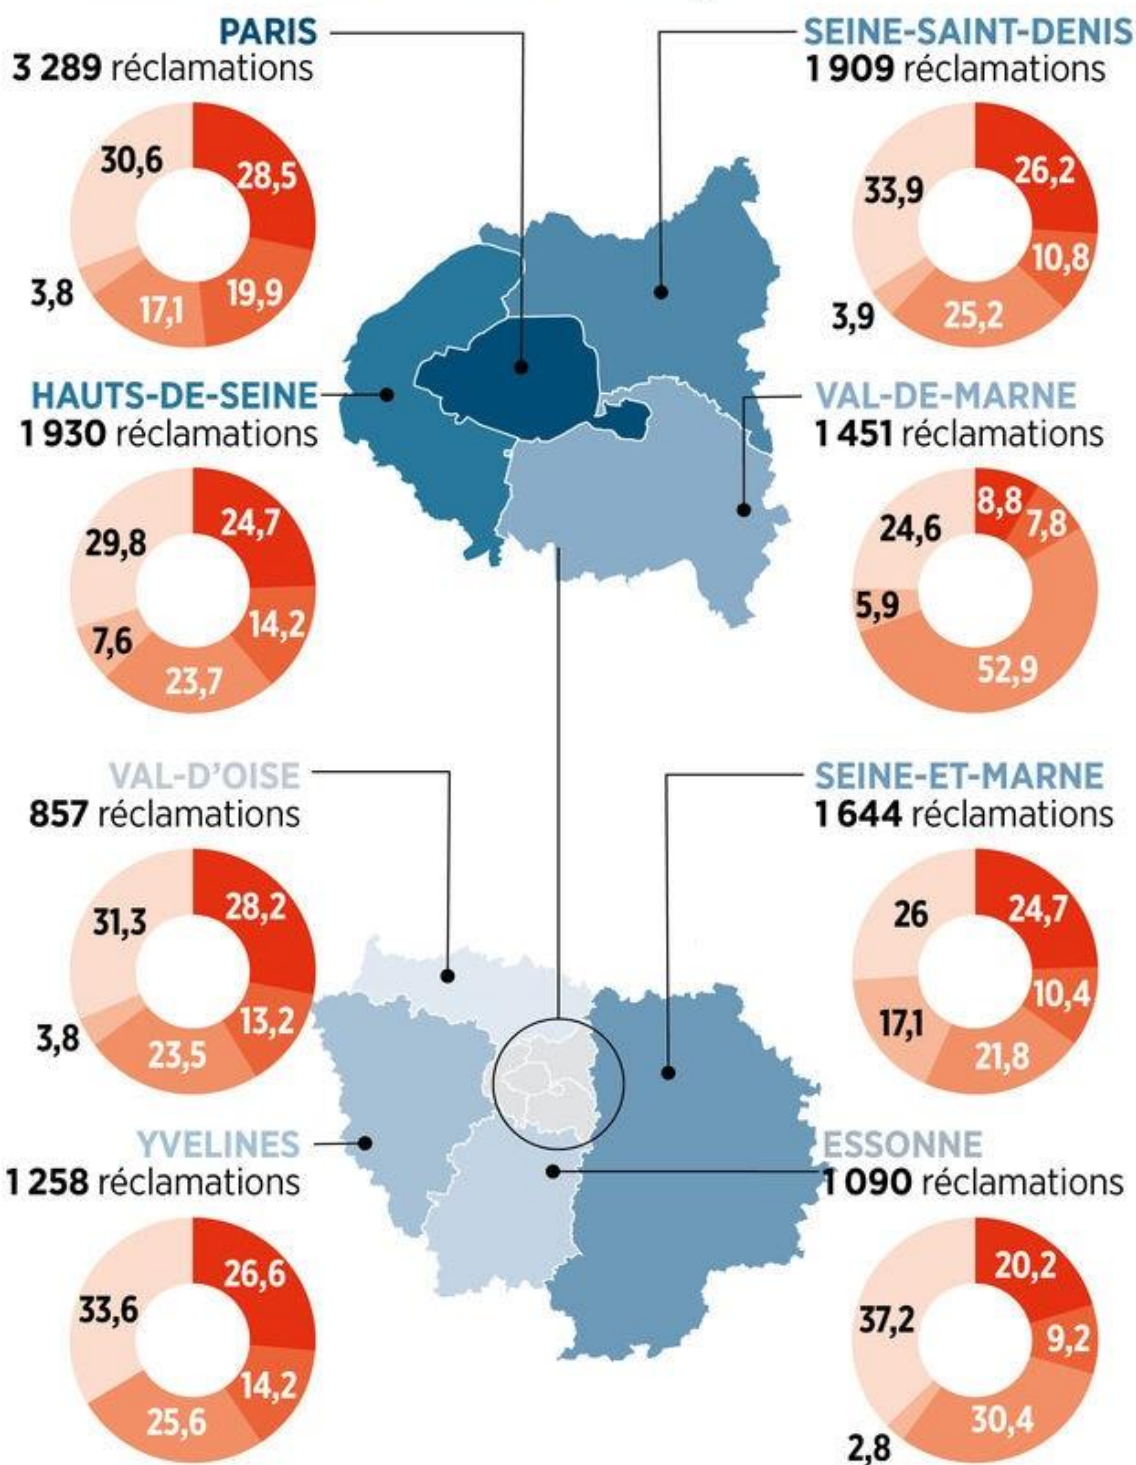 PARIS
3 289 réclamations
30,6
28,5
3,8
17,1
19,9
SEINE-SAINT-DENIS
1 909 réclamations
33,9
26,2
10,8
3,9
25,2
HAUTS-DE-SEINE
1 930 réclamations
29,8
24,7
14,2
7,6
23,7
VAL-DE-MARNE
1 451 réclamations
8,8
7,8
24,6
5,9
52,9
VAL-D’OISE
857 réclamations
31,3
28,2
13,2
3,8
23,5
SEINE-ET-MARNE
1 644 réclamations
26
24,7
10,4
17,1
21,8
YVELINES
1 258 réclamations
33,6
26,6
14,2
25,6
ESSONNE
1 090 réclamations
20,2
37,2
9,2
30,4
2,8